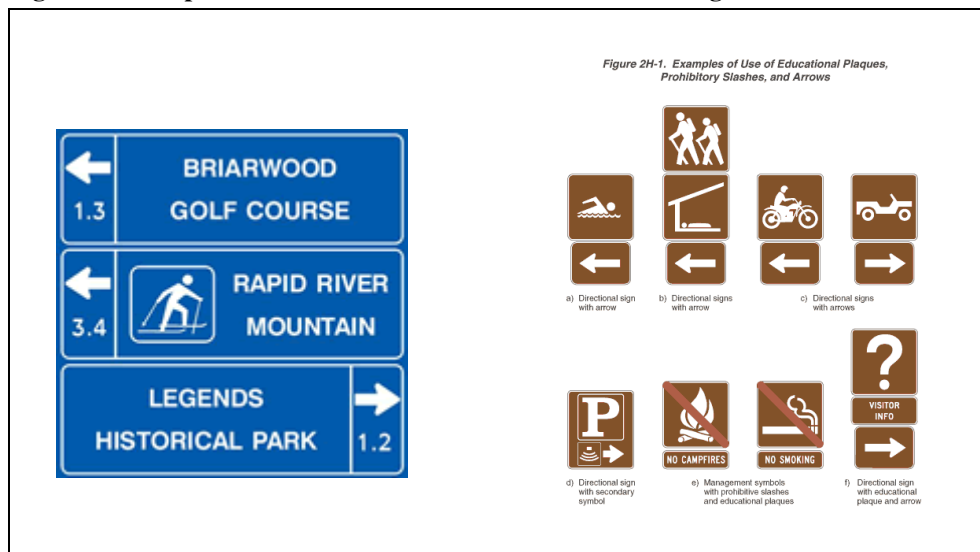 BRIARWOOD
1.3
GOLF COURSE
RAPID RIVER
3.4
MOUNTAIN
LEGENDS
HISTORICAL PARK
1.2
Figure 2H-1. Examples of Use of Educational Plaques,
Prohibitory Slashes, and Arrows
a) Directional sign
with arrow
b) Directional signs
with arrow
c) Directional signs
with arrows
P
NO CAMPFIRES
NO SMOKING
?
VISITOR
INFO
d) Directional sign
with secondary
symbol
e) Management symbols
with prohibitive slashes
and educational plaques
f) Directional sign
with educational
plaque and arrow